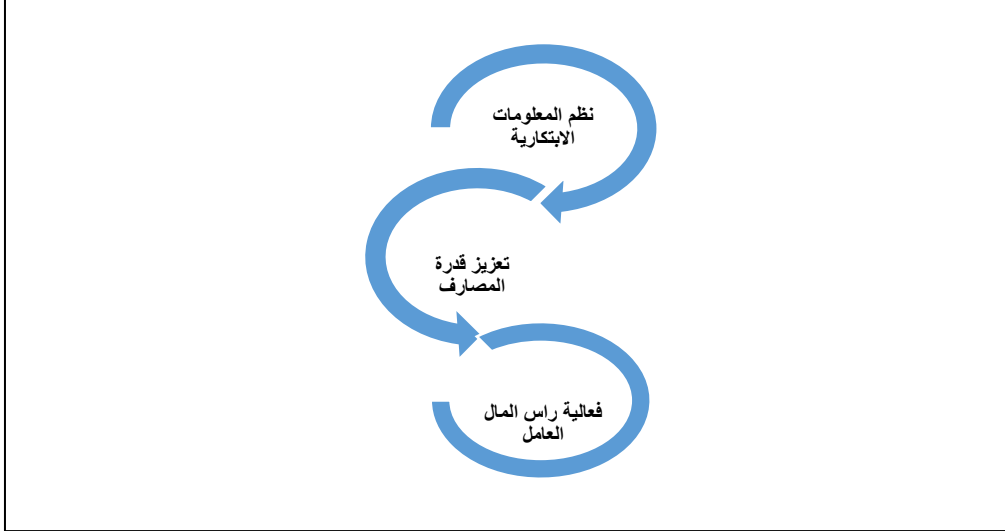 نظم المعلومات
الابتكارية
تعزيز قدرة
المصارف
فعالية راس المال
العامل